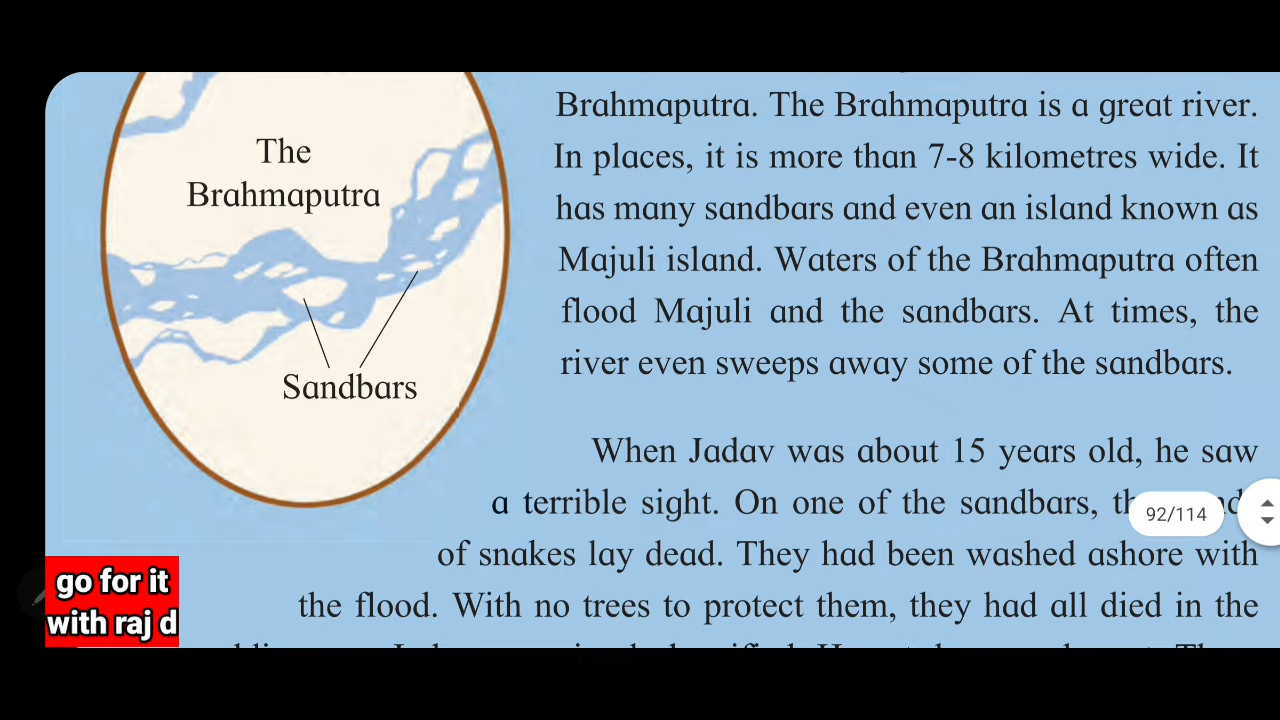 The
Brahmaputra
Sandbars
Brahmaputra. The Brahmaputra is a great river.
In places, it is more than 7-8 kilometres wide. It
has many sandbars and even an island known as
Majuli island. Waters of the Brahmaputra often
flood Majuli and the sandbars. At times, the
river even sweeps away some of the sandbars.
When Jadav was about 15 years old, he saw
a terrible sight. On one of the sandbars,
of snakes lay dead. They had been washed ashore with
the flood. With no trees to protect them, they had all died in the
92/114
go for it
with raj d